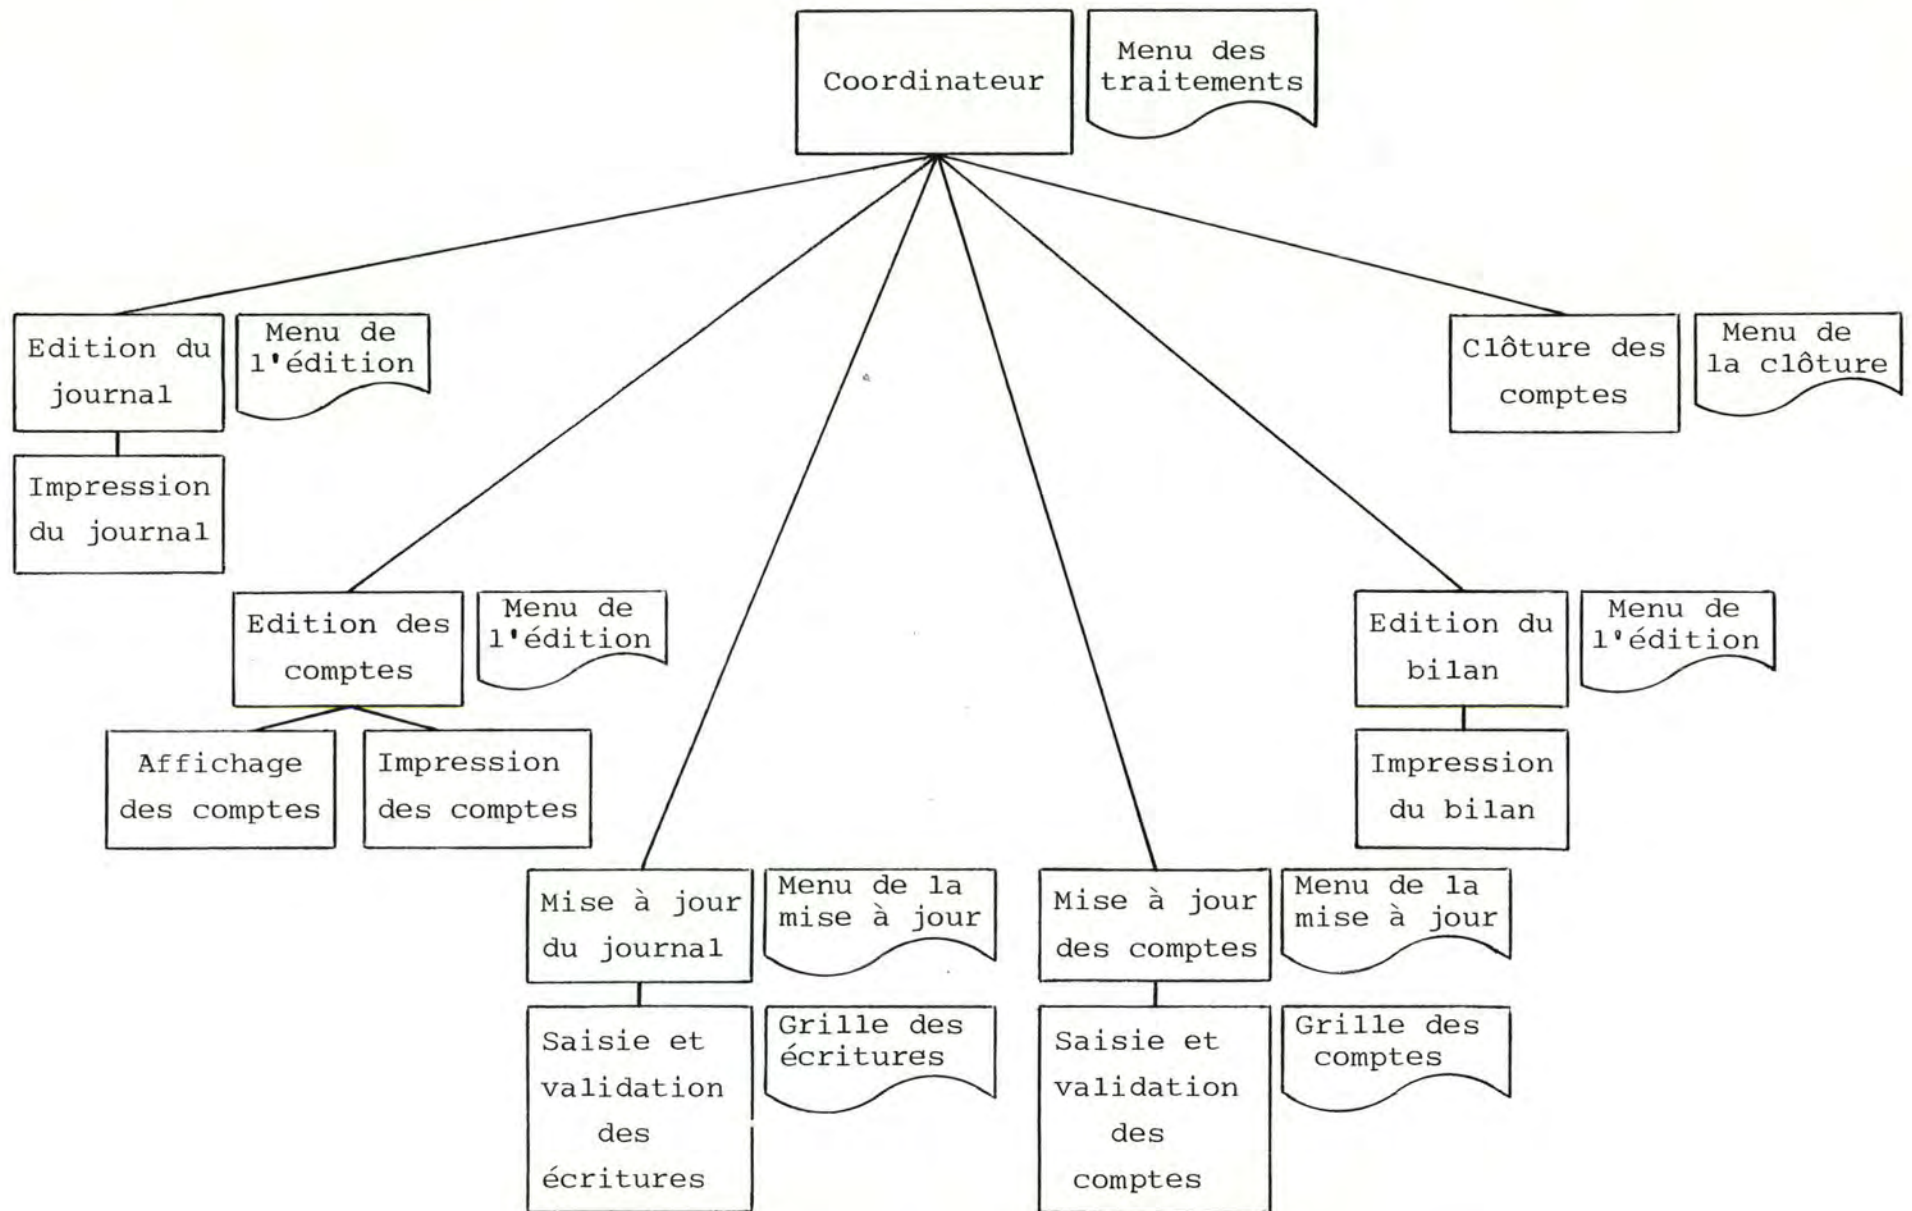 Coordinateur
Menu des
traitements
Edition du
journal
Menu de
l'édition
Clôture des
comptes
Menu de
la clôture
Impression
du journal
Edition des
comptes
Menu de
l'édition
Edition du
bilan
Menu de
l'édition
Affichage
des comptes
Impression
des comptes
Impression
du bilan
Mise à jour
du journal
Menu de la
mise à jour
Mise à jour
des comptes
Menu de la
mise à jour
Saisie et
validation
des
écritures
Grille des
écritures
Saisie et
validation
des
comptes
Grille des
comptes